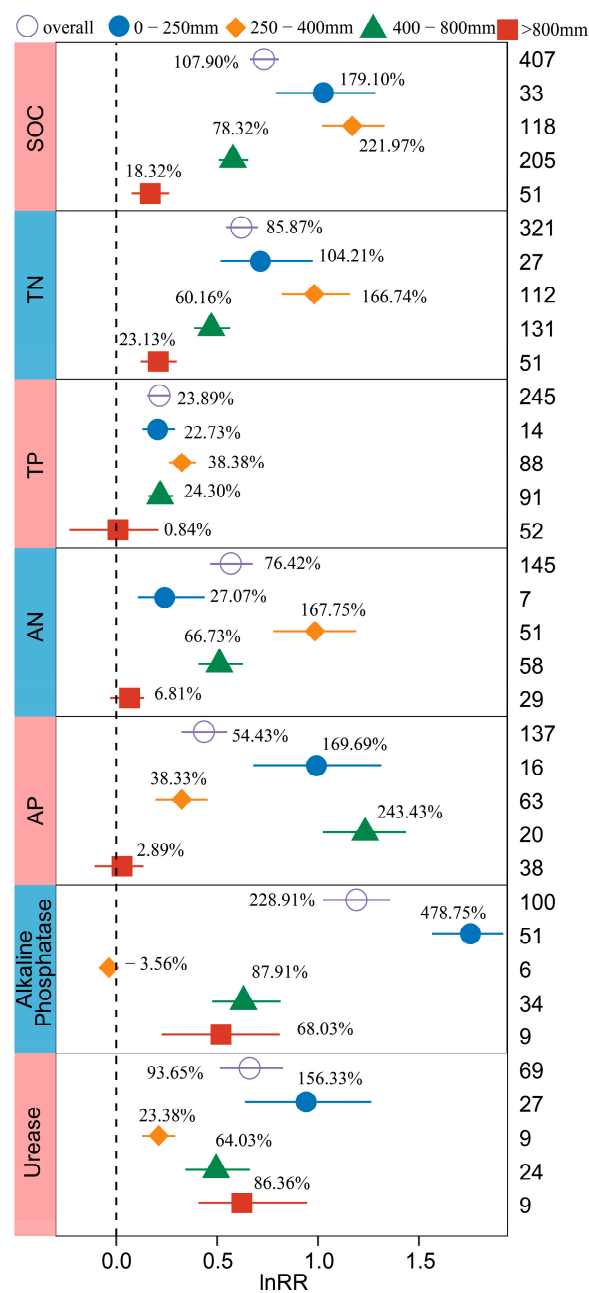 overall 0 − 250mm 250 − 400mm 400 − 800mm >800mm
SOC
107.90% 407
179.10% 33
221.97% 118
78.32% 205
18.32% 51
TN
85.87% 321
104.21% 27
166.74% 112
60.16% 131
23.13% 51
TP
23.89% 245
22.73% 14
38.38% 88
24.30% 91
0.84% 52
AN
76.42% 145
27.07% 7
167.75% 51
66.73% 58
6.81% 29
AP
54.43% 137
169.69% 16
38.33% 63
243.43% 20
2.89% 38
Alkaline
Phosphatase
228.91% 100
478.75% 51
− 3.56% 6
87.91% 34
68.03% 9
Urease
93.65% 69
156.33% 27
23.38% 9
64.03% 24
86.36% 9
0.0 0.5 1.0 1.5
lnRR